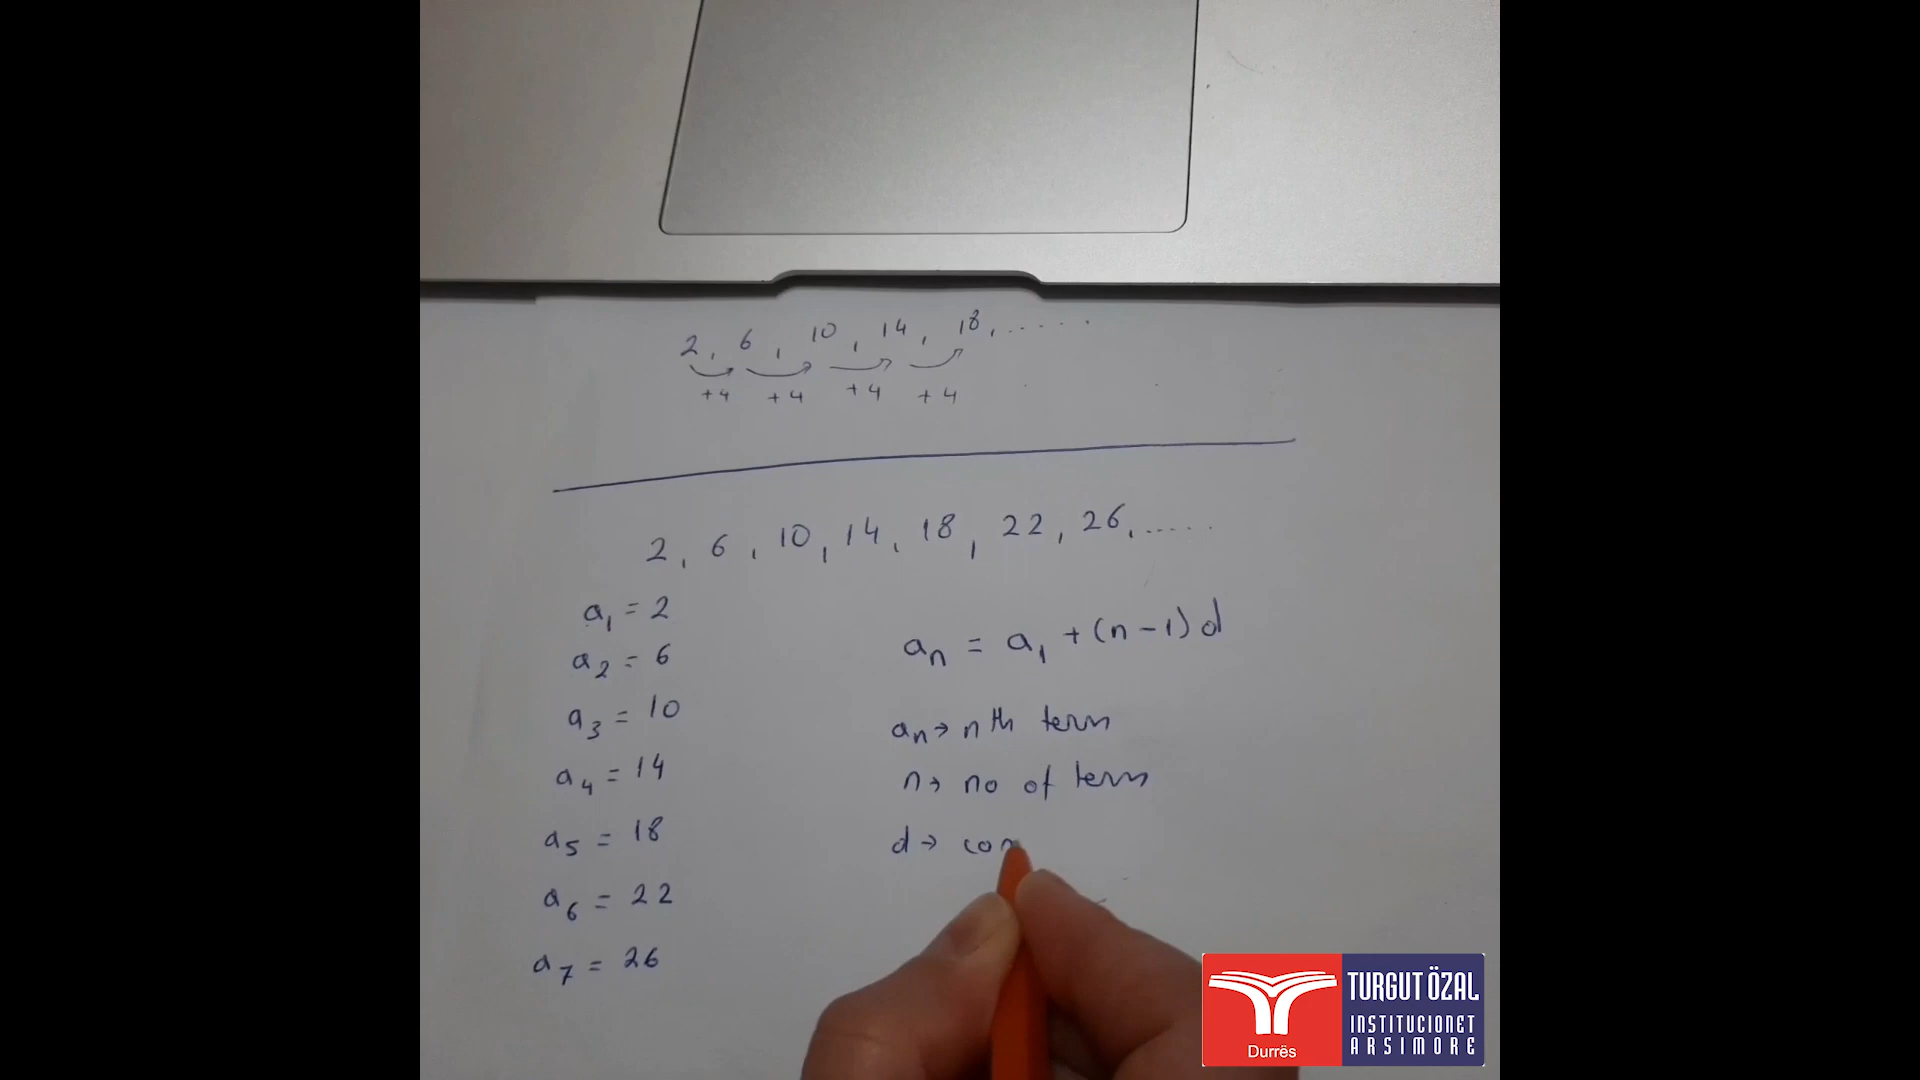 2, 6, 10, 14, 18, ......
+4 +4 +4 +4
2, 6, 10, 14, 18, 22, 26, .....
a1 = 2
a2 = 6
a3 = 10
a4 = 14
a5 = 18
a6 = 22
a7 = 26
an = a1 + (n-1) d
an → nth term
n → no of term
d → com
TURGUT ÖZAL
INSTITUCIONET
ARSIMORE
Durrës